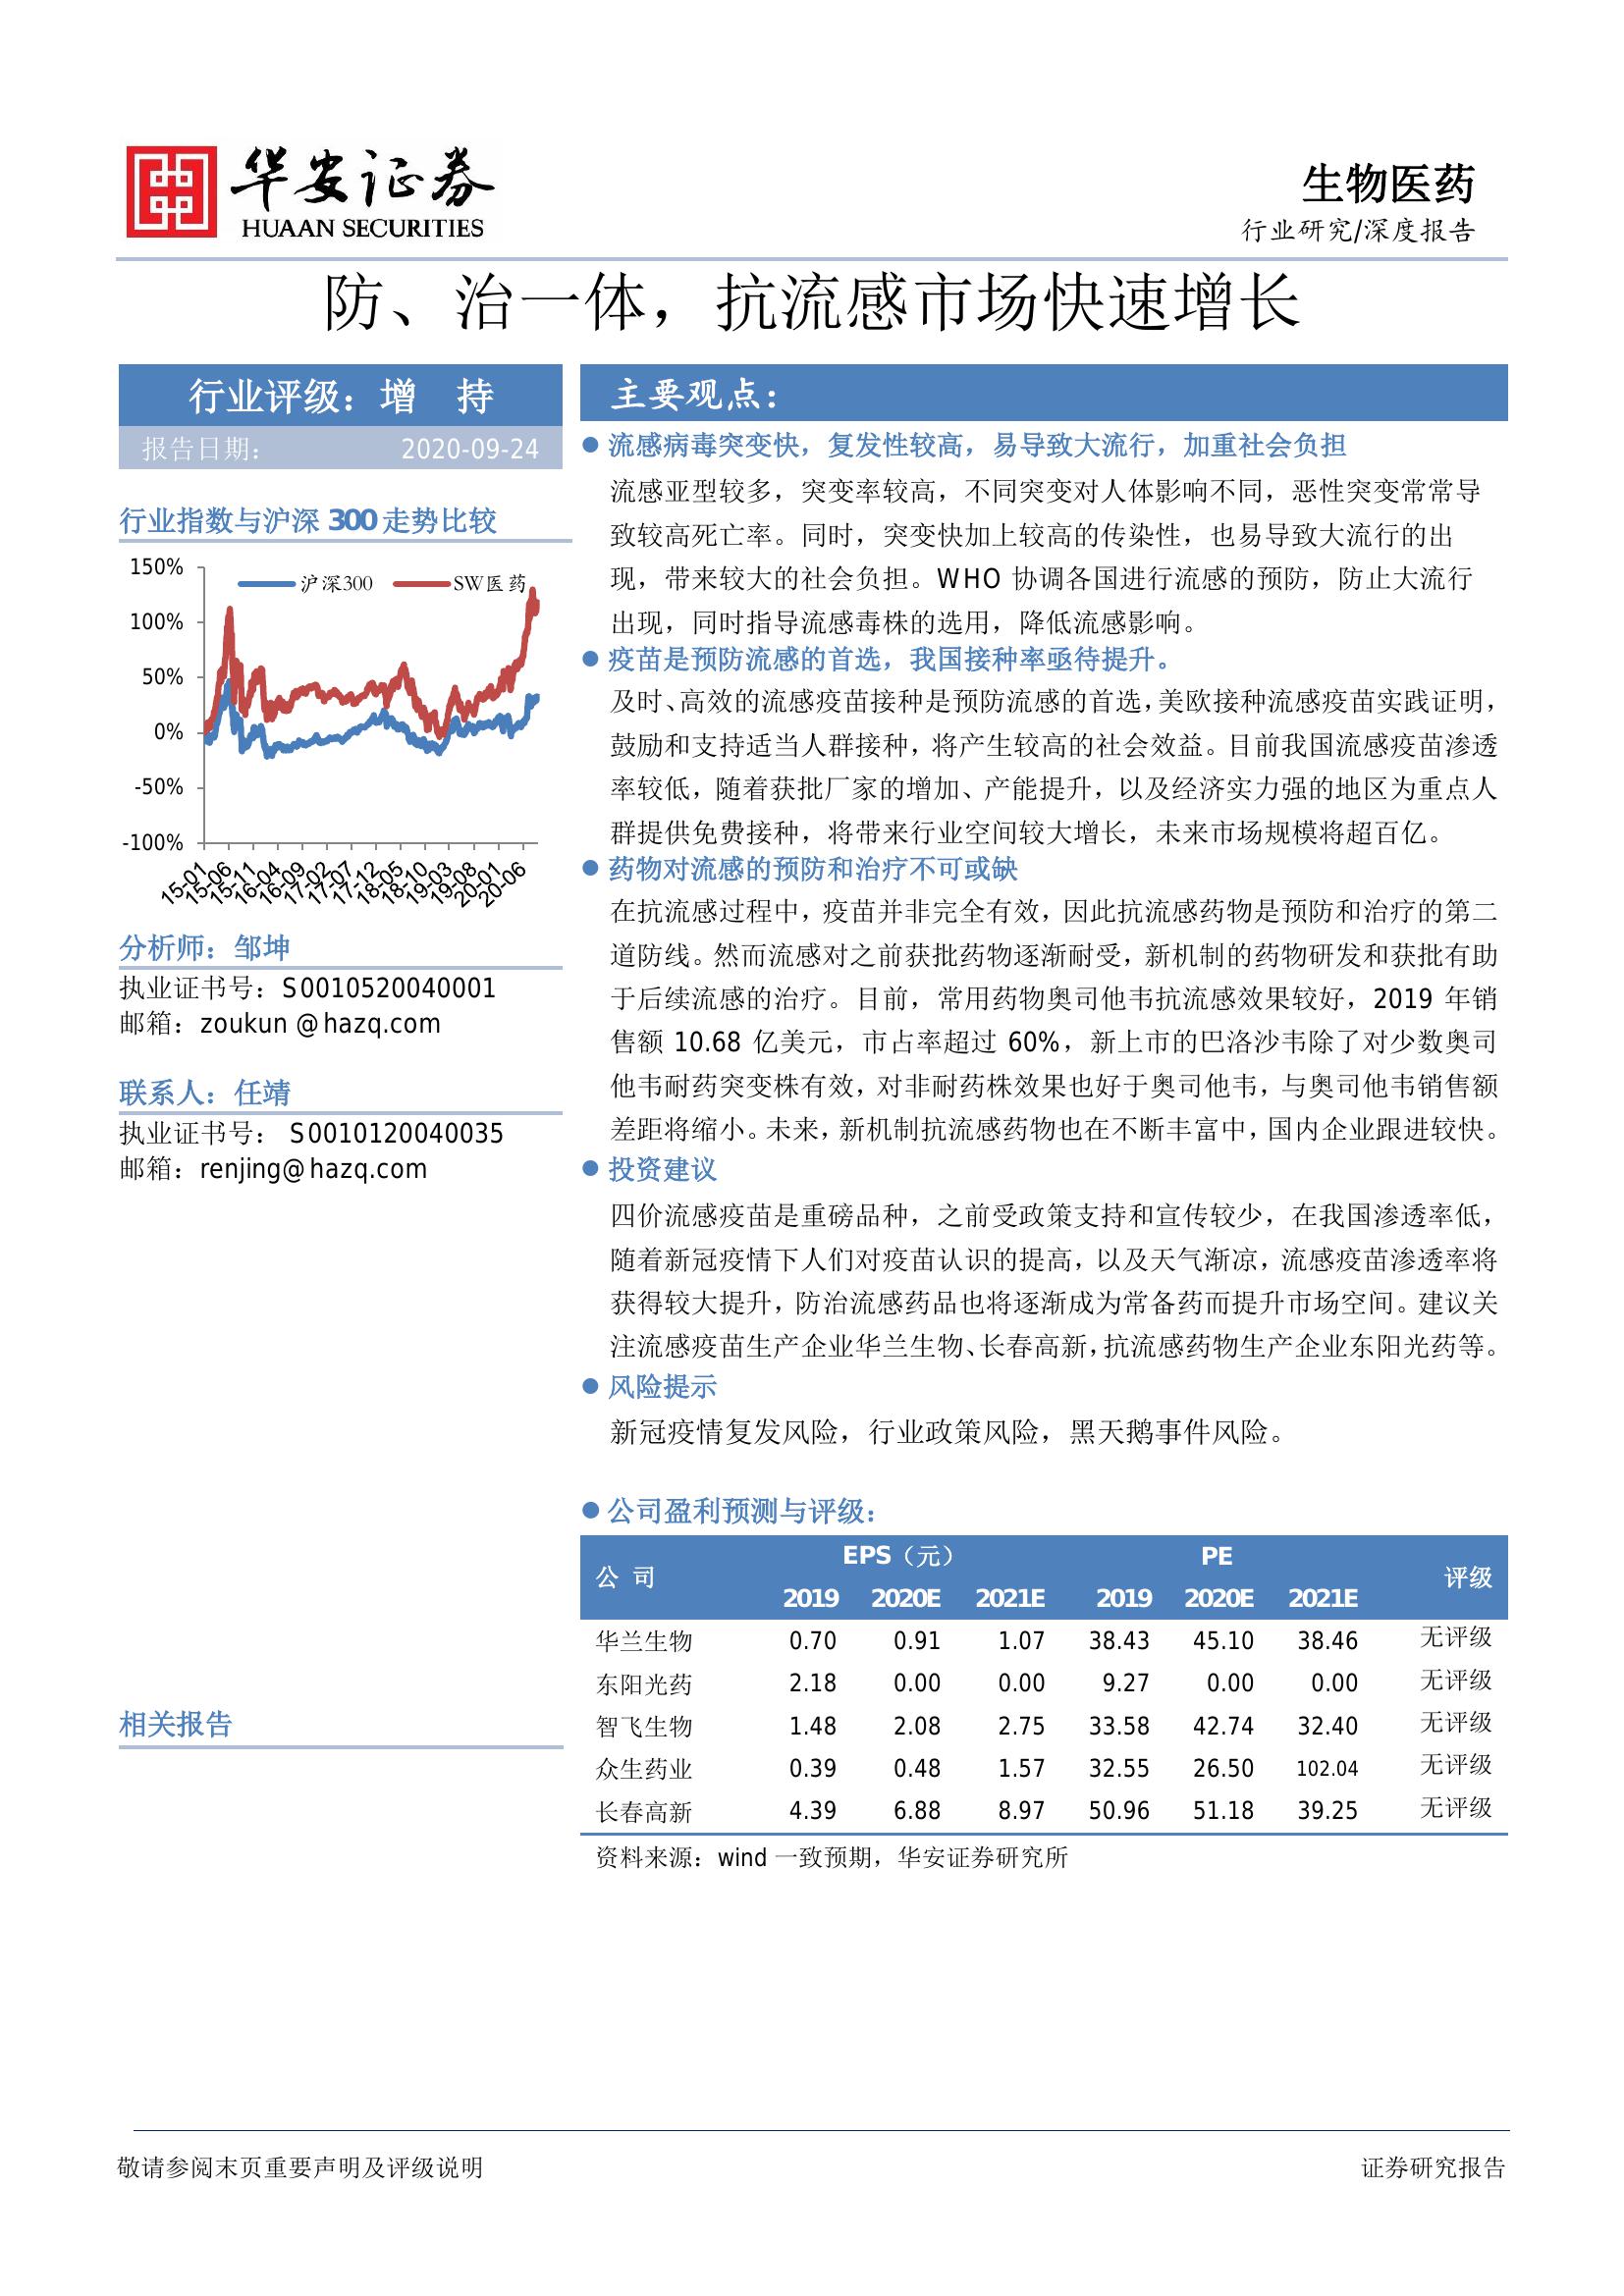 华安证券
HUAAN SECURITIES
生物医药
行业研究/深度报告
防、治一体，抗流感市场快速增长
行业评级：增 持
报告日期： 2020-09-24
行业指数与沪深 300 走势比较
沪深300 SW医药
150%
100%
50%
0%
-50%
-100%
15-01
15-06
15-11
16-04
16-09
17-02
17-07
17-12
18-05
18-10
19-03
19-08
20-01
20-06
分析师：邹坤
执业证书号：S0010520040001
邮箱：zoukun @hazq.com
联系人：任靖
执业证书号： S0010120040035
邮箱：renjing@hazq.com
相关报告
主要观点：
● 流感病毒突变快，复发性较高，易导致大流行，加重社会负担
流感亚型较多，突变率较高，不同突变对人体影响不同，恶性突变常常导
致较高死亡率。同时，突变快加上较高的传染性，也易导致大流行的出
现，带来较大的社会负担。WHO 协调各国进行流感的预防，防止大流行
出现，同时指导流感毒株的选用，降低流感影响。
● 疫苗是预防流感的首选，我国接种率亟待提升。
及时、高效的流感疫苗接种是预防流感的首选，美欧接种流感疫苗实践证明，
鼓励和支持适当人群接种，将产生较高的社会效益。目前我国流感疫苗渗透
率较低，随着获批厂家的增加、产能提升，以及经济实力强的地区为重点人
群提供免费接种，将带来行业空间较大增长，未来市场规模将超百亿。
● 药物对流感的预防和治疗不可或缺
在抗流感过程中，疫苗并非完全有效，因此抗流感药物是预防和治疗的第二
道防线。然而流感对之前获批药物逐渐耐受，新机制的药物研发和获批有助
于后续流感的治疗。目前，常用药物奥司他韦抗流感效果较好，2019 年销
售额 10.68 亿美元，市占率超过 60%，新上市的巴洛沙韦除了对少数奥司
他韦耐药突变株有效，对非耐药株效果也好于奥司他韦，与奥司他韦销售额
差距将缩小。未来，新机制抗流感药物也在不断丰富中，国内企业跟进较快。
● 投资建议
四价流感疫苗是重磅品种，之前受政策支持和宣传较少，在我国渗透率低，
随着新冠疫情下人们对疫苗认识的提高，以及天气渐凉，流感疫苗渗透率将
获得较大提升，防治流感药品也将逐渐成为常备药而提升市场空间。建议关
注流感疫苗生产企业华兰生物、长春高新，抗流感药物生产企业东阳光药等。
● 风险提示
新冠疫情复发风险，行业政策风险，黑天鹅事件风险。
● 公司盈利预测与评级：
公 司 EPS（元） PE 评级
2019 2020E 2021E 2019 2020E 2021E
华兰生物 0.70 0.91 1.07 38.43 45.10 38.46 无评级
东阳光药 2.18 0.00 0.00 9.27 0.00 0.00 无评级
智飞生物 1.48 2.08 2.75 33.58 42.74 32.40 无评级
众生药业 0.39 0.48 1.57 32.55 26.50 102.04 无评级
长春高新 4.39 6.88 8.97 50.96 51.18 39.25 无评级
资料来源：wind 一致预期，华安证券研究所
敬请参阅末页重要声明及评级说明 证券研究报告